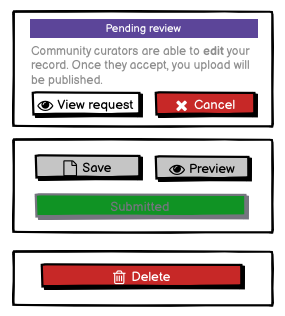 Pending review
Community curators are able to edit your
record. Once they accept, you upload will
be published.
View request
Cancel
Save
Preview
Submitted
Delete